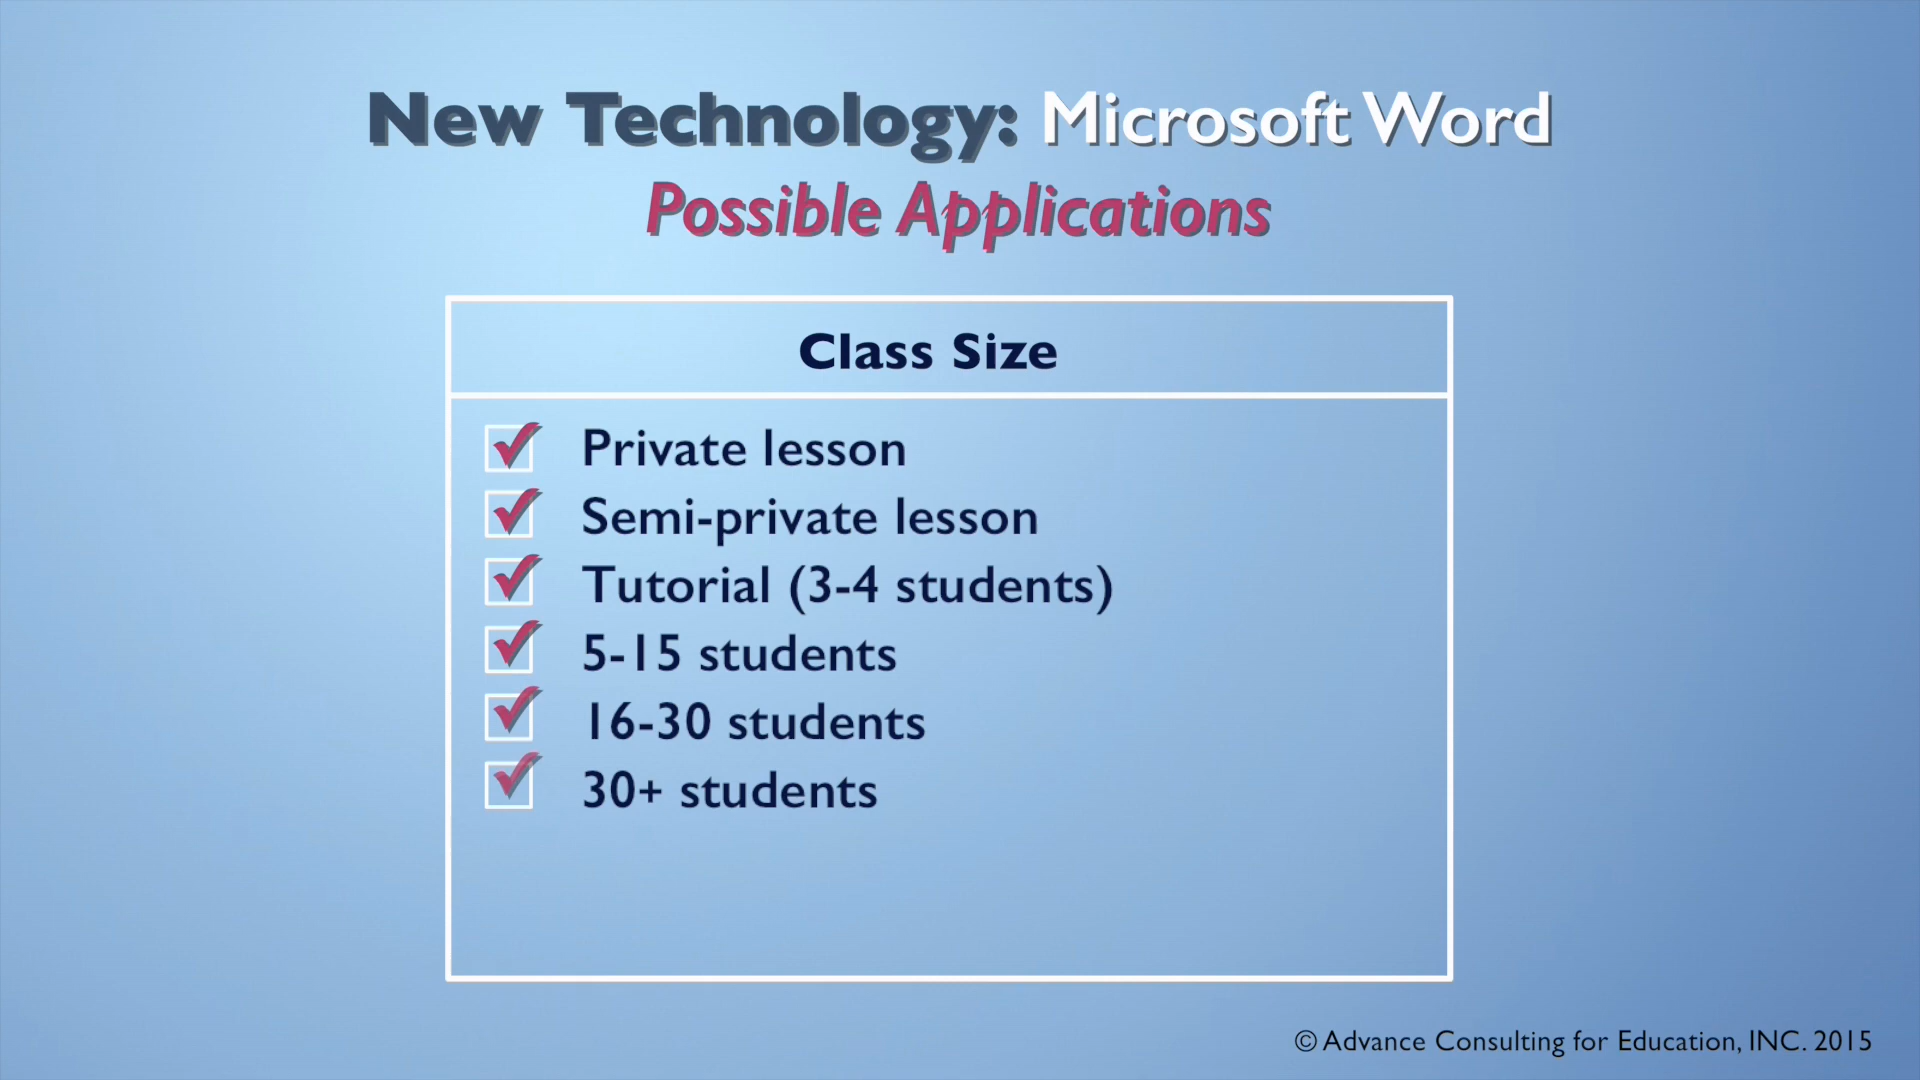 New Technology: Microsoft Word
Possible Applications
Class Size
Private lesson
Semi-private lesson
Tutorial (3-4 students)
5-15 students
16-30 students
30+ students
© Advance Consulting for Education, INC. 2015